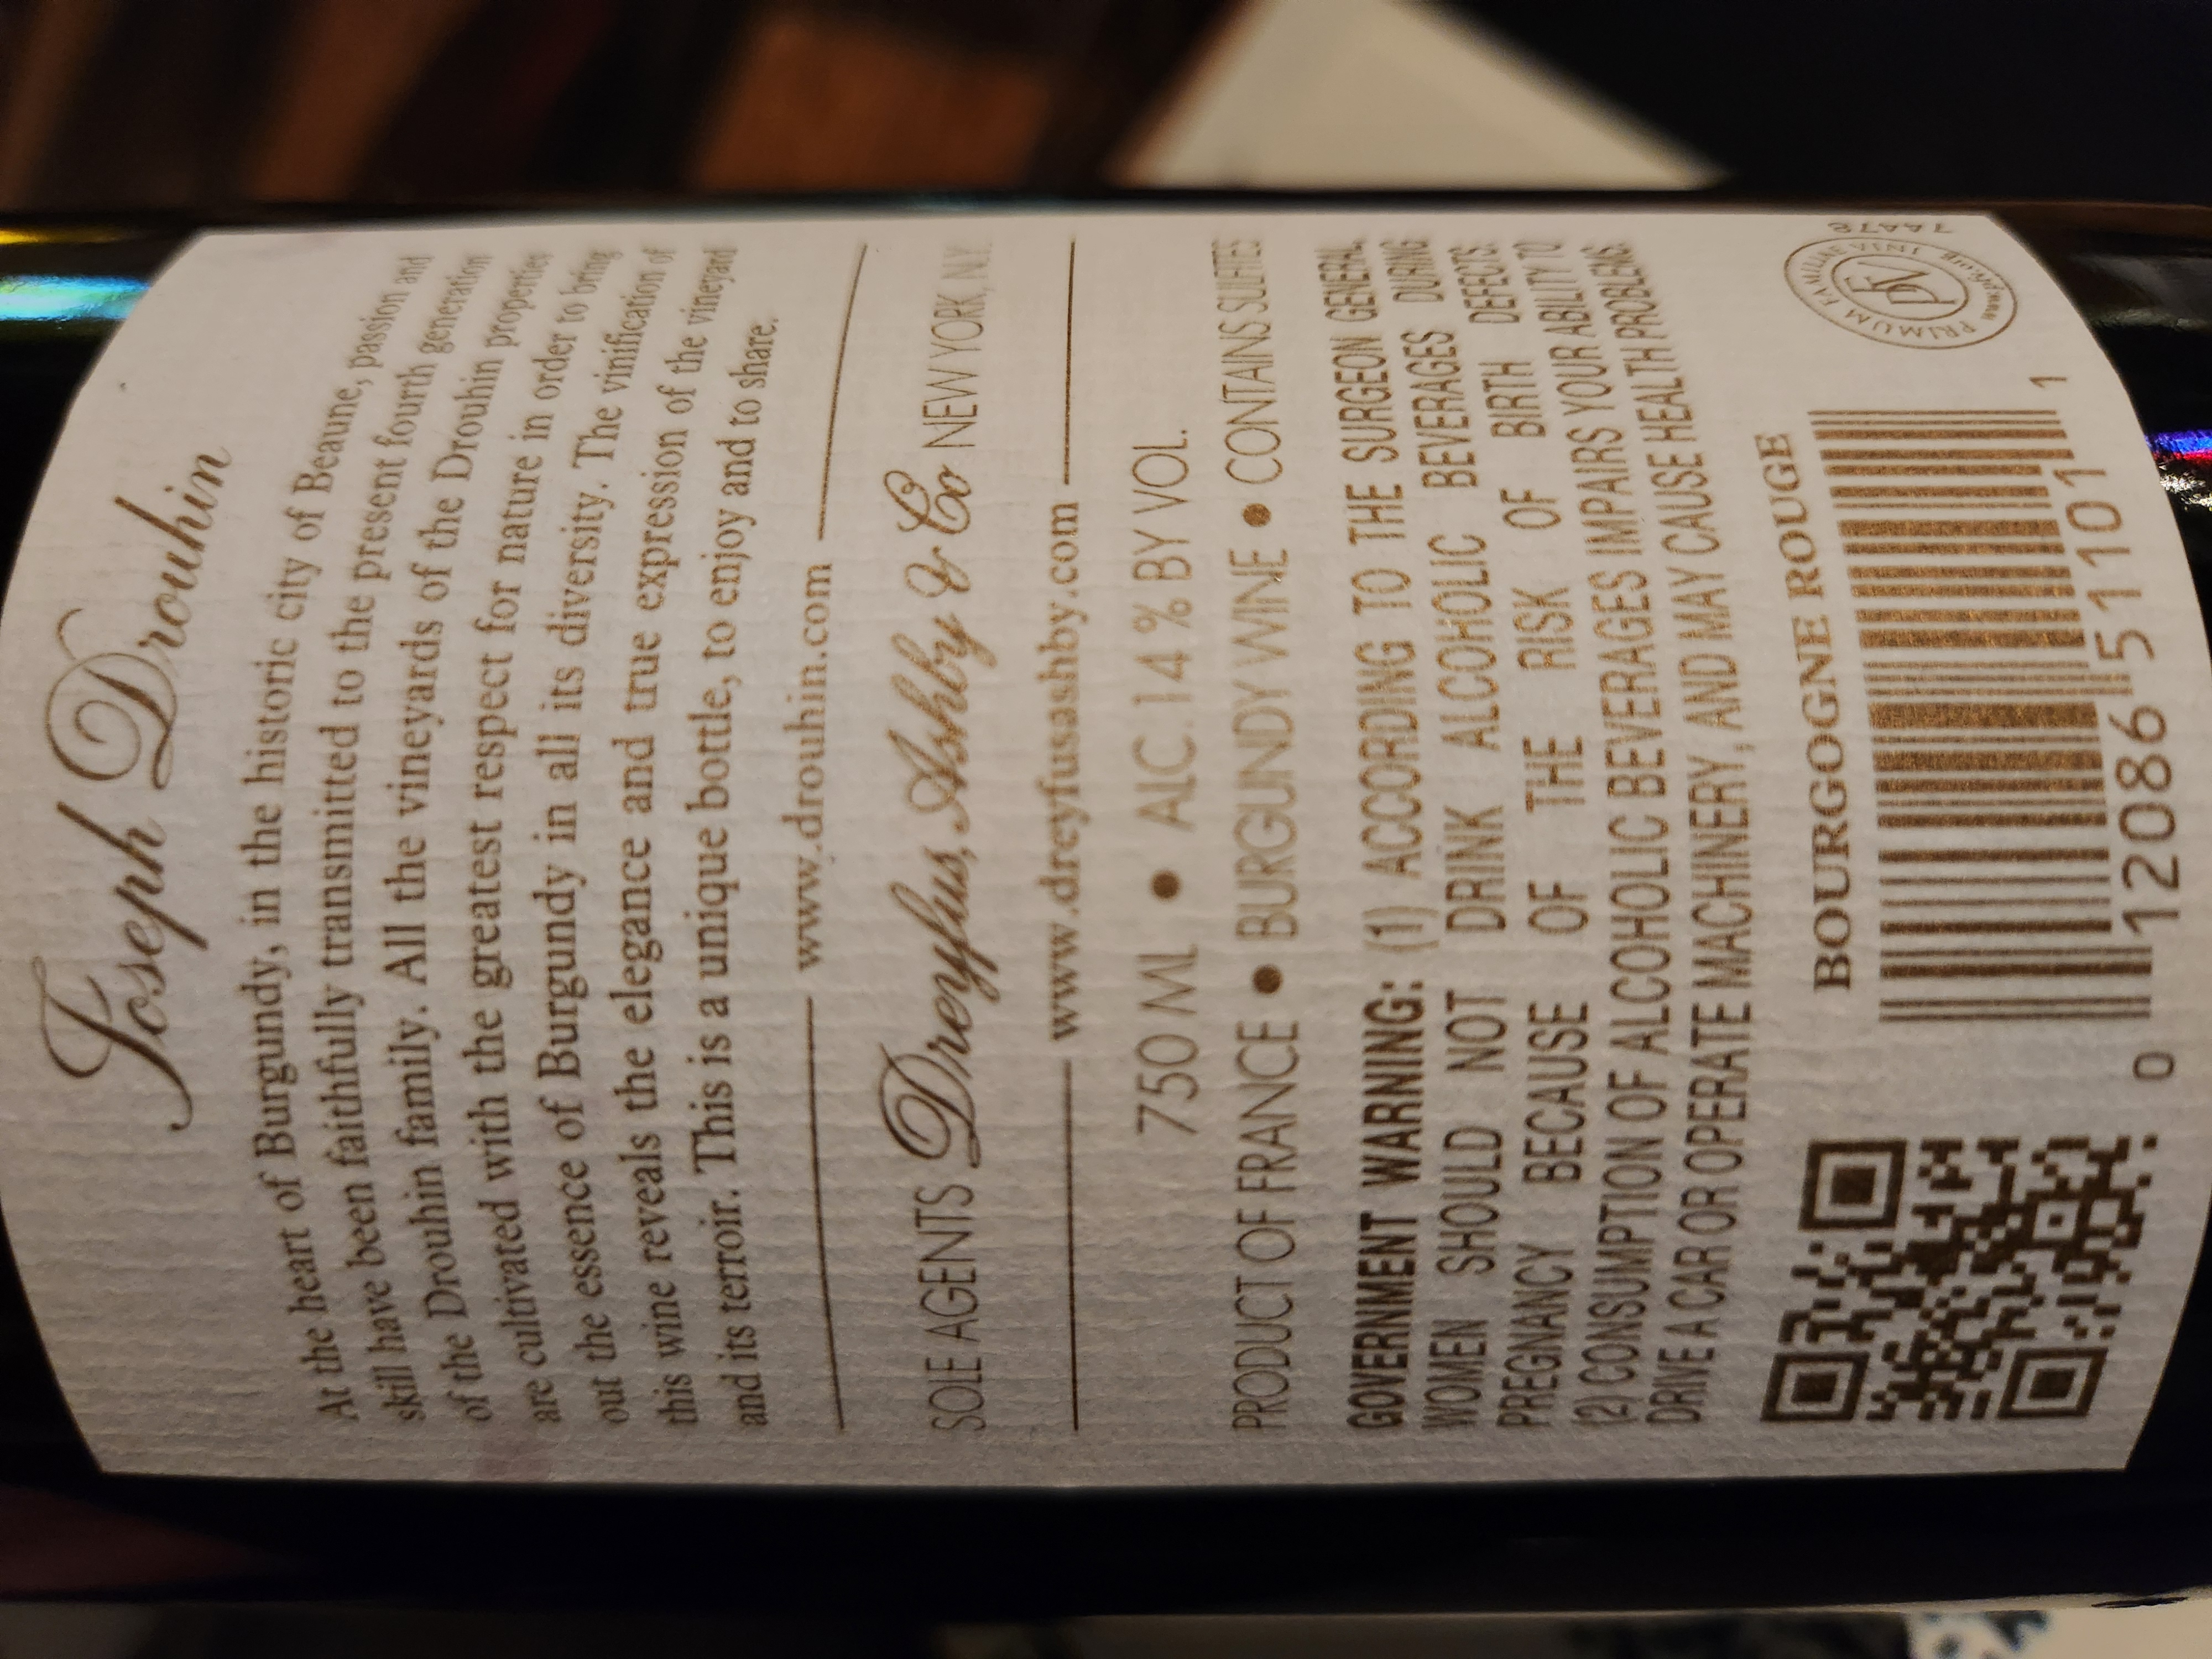 Joseph Drouhin
At the heart of Burgundy, in the historic city of Beaune, passion and
skill have been faithfully transmitted to the present fourth generation
of the Drouhin family. All the vineyards of the Drouhin properties
are cultivated with the greatest respect for nature in order to bring
out the essence of Burgundy in all its diversity. The vinification of
this wine reveals the elegance and true expression of the vineyard
and its terroir. This is a unique bottle, to enjoy and to share.
www.drouhin.com
SOLE AGENTS Dreyfus, Ashby & Co NEW YORK, N.Y.
www.dreyfusashby.com
750 ML • ALC. 14 % BY VOL.
PRODUCT OF FRANCE • BURGUNDY WINE • CONTAINS SULFITES
GOVERNMENT WARNING: (1) ACCORDING TO THE SURGEON GENERAL,
WOMEN SHOULD NOT DRINK ALCOHOLIC BEVERAGES DURING
PREGNANCY BECAUSE OF THE RISK OF BIRTH DEFECTS.
(2) CONSUMPTION OF ALCOHOLIC BEVERAGES IMPAIRS YOUR ABILITY TO
DRIVE A CAR OR OPERATE MACHINERY, AND MAY CAUSE HEALTH PROBLEMS.
BOURGOGNE ROUGE
0 12086 51101 1
PRIMUM FAMILIAE VINI
PFV